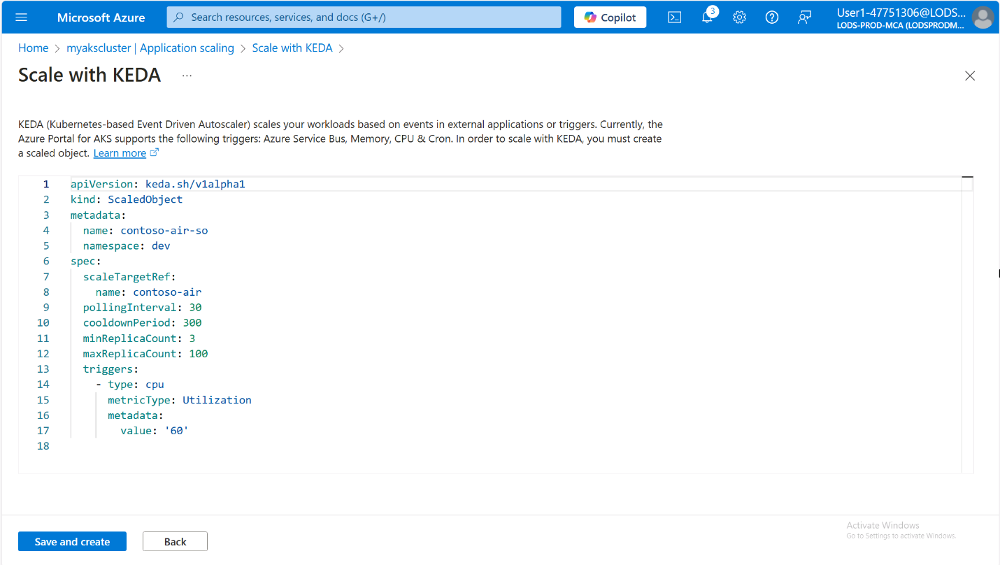 Microsoft Azure
Search resources, services, and docs (G+/)
Copilot
3
User1-47751306@LODS...
LODS-PROD-MCA (LODSPRODM...
Home > myakscluster | Application scaling > Scale with KEDA >
Scale with KEDA ...
KEDA (Kubernetes-based Event Driven Autoscaler) scales your workloads based on events in external applications or triggers. Currently, the
Azure Portal for AKS supports the following triggers: Azure Service Bus, Memory, CPU & Cron. In order to scale with KEDA, you must create
a scaled object. Learn more
1 apiVersion: keda.sh/v1alpha1
2 kind: ScaledObject
3 metadata:
4   name: contoso-air-so
5   namespace: dev
6 spec:
7   scaleTargetRef:
8     name: contoso-air
9   pollingInterval: 30
10   cooldownPeriod: 300
11   minReplicaCount: 3
12   maxReplicaCount: 100
13   triggers:
14     - type: cpu
15       metricType: Utilization
16       metadata:
17         value: '60'
18
Activate Windows
Go to Settings to activate Windows.
Save and create
Back